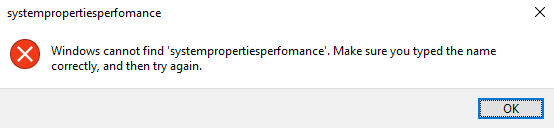 systempropertiesperfomance
Windows cannot find 'systempropertiesperfomance'. Make sure you typed the name
correctly, and then try again.
OK